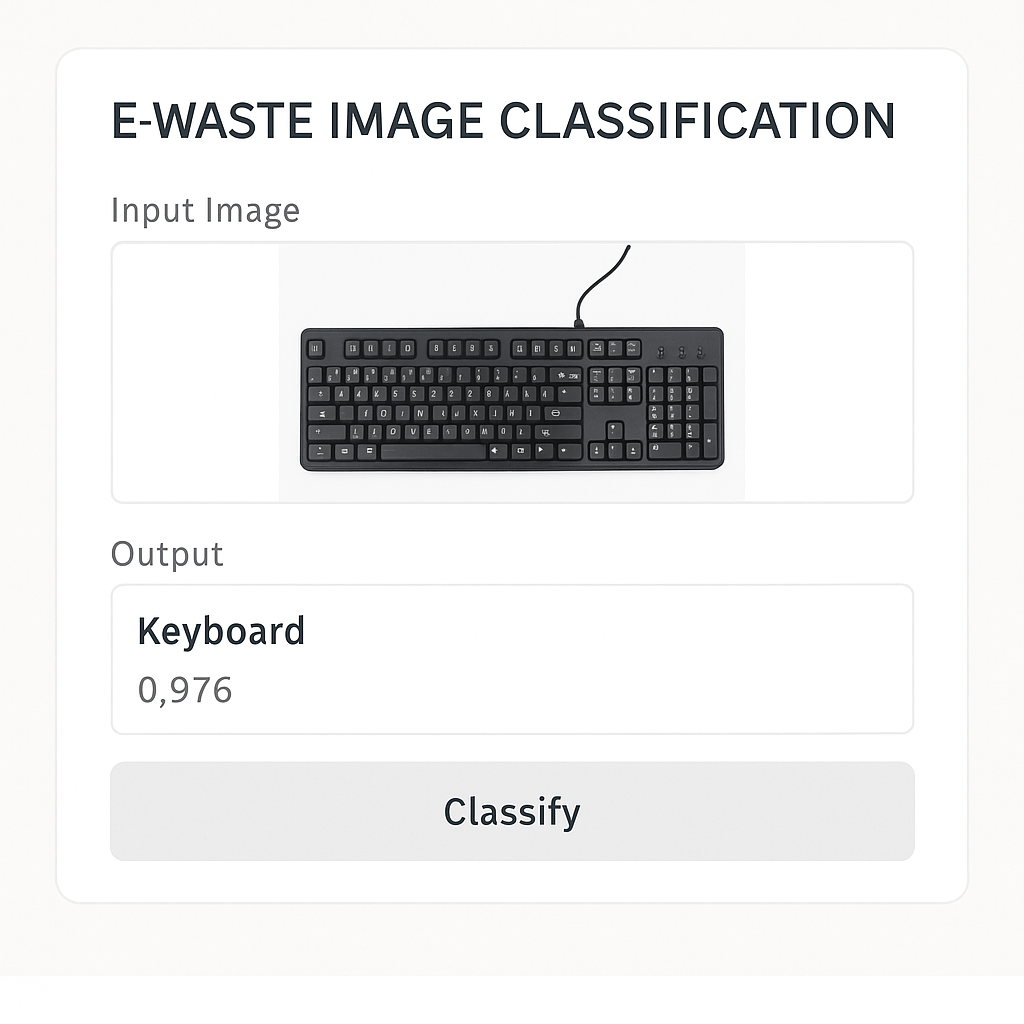 E-WASTE IMAGE CLASSIFICATION
Input Image
Output
Keyboard
0,976
Classify